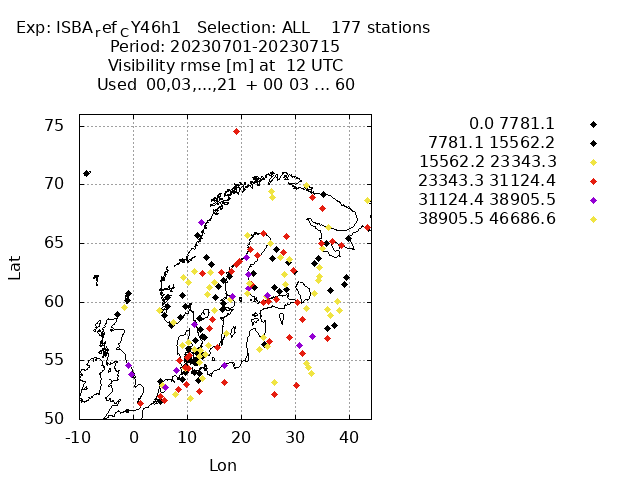 Exp: ISBA_ref_CY46h1   Selection: ALL    177 stations
Period: 20230701-20230715
Visibility rmse [m] at  12 UTC
Used  00,03,...,21  + 00 03 ... 60
0.0 7781.1
7781.1 15562.2
15562.2 23343.3
23343.3 31124.4
31124.4 38905.5
38905.5 46686.6
75
70
65
60
55
50
Lat
-10 0 10 20 30 40
Lon